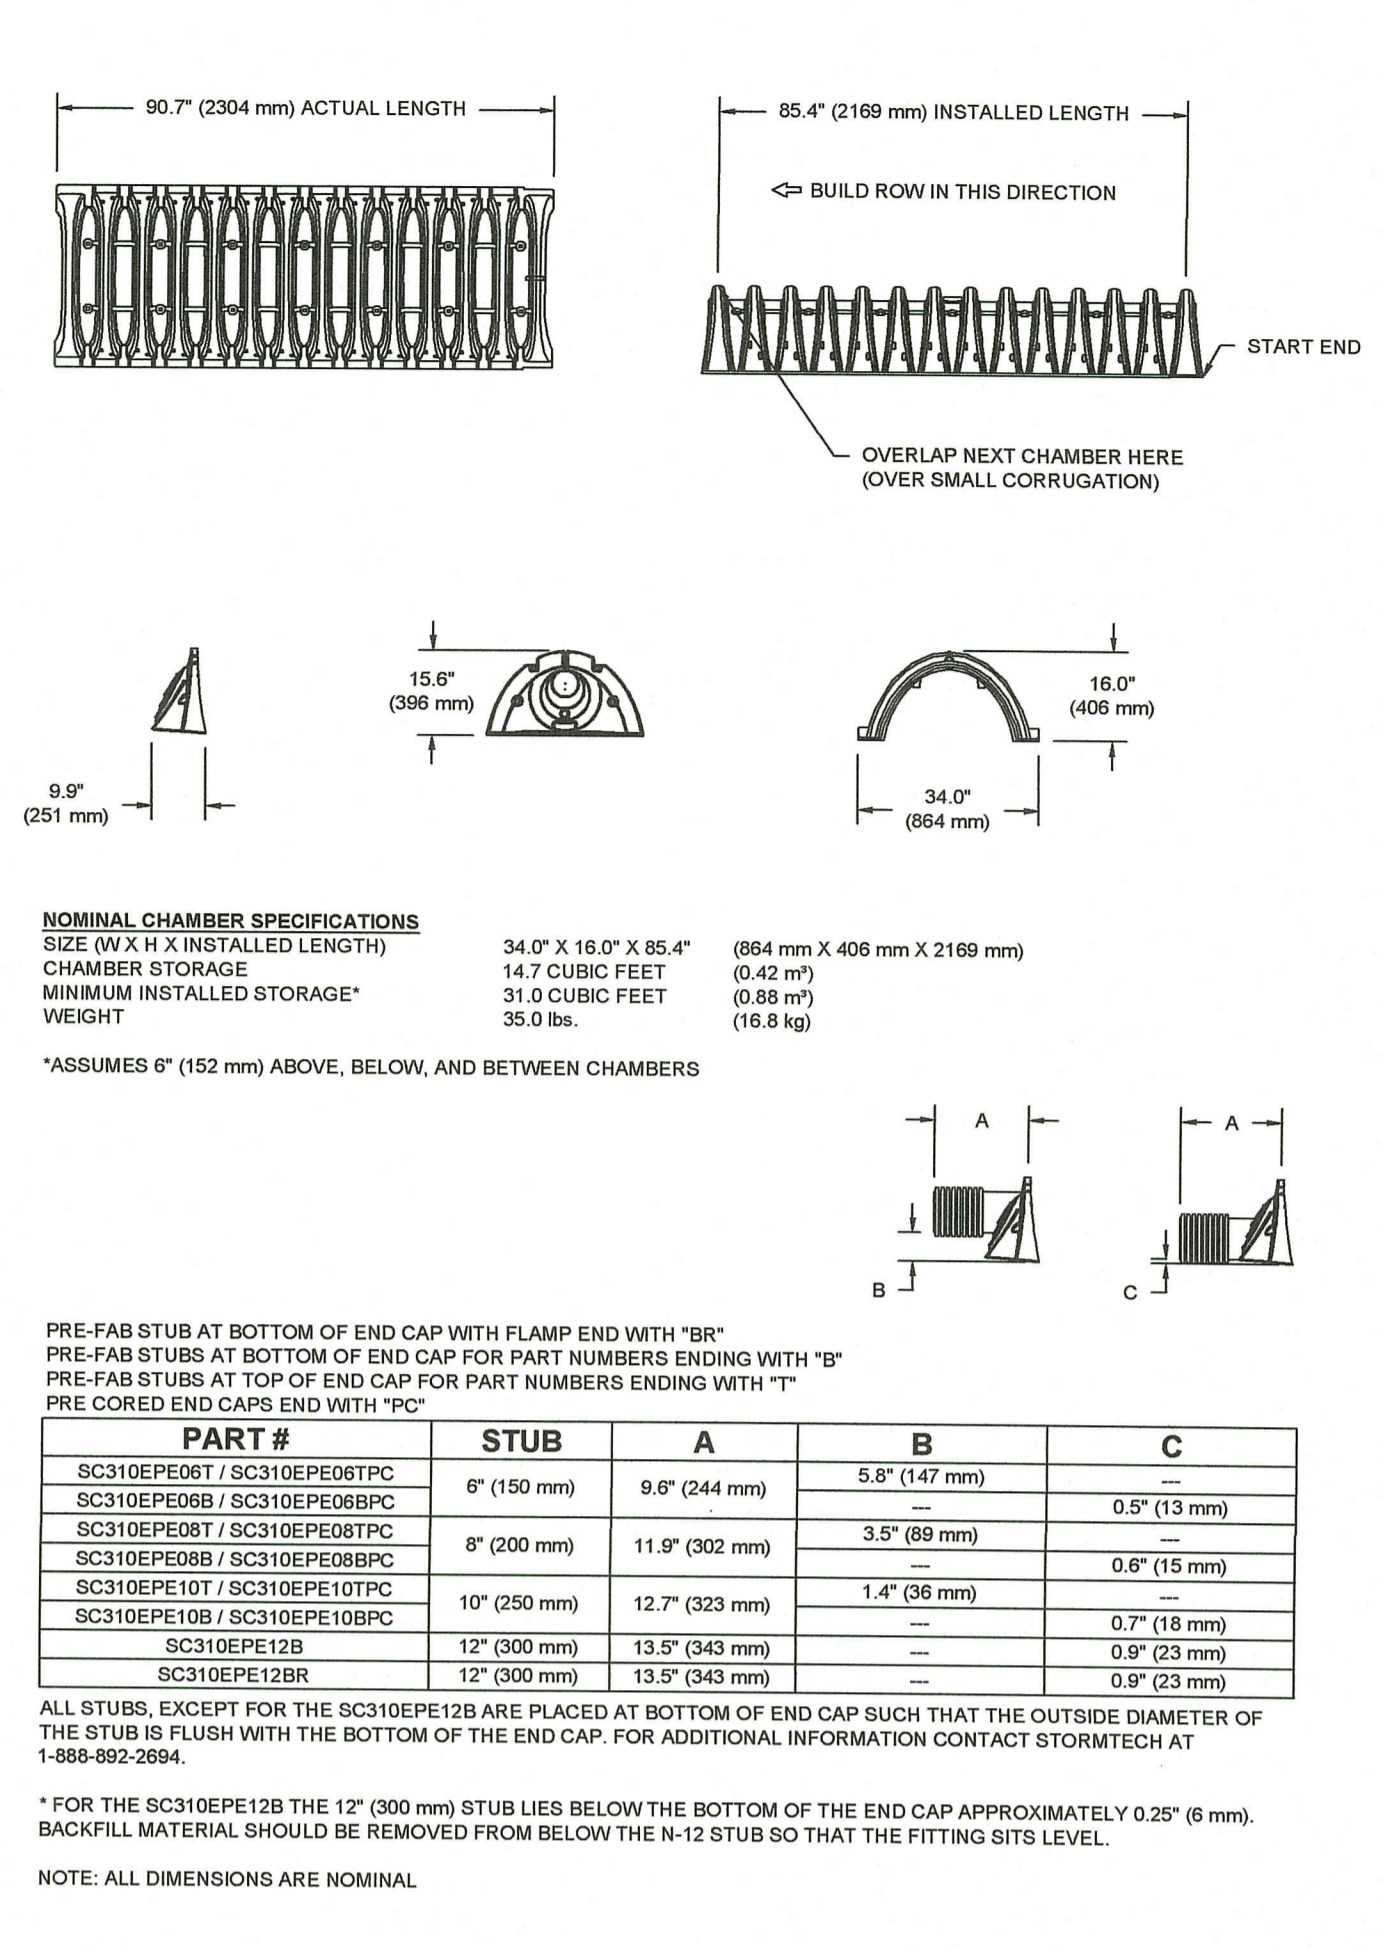 90.7" (2304 mm) ACTUAL LENGTH
85.4" (2169 mm) INSTALLED LENGTH
BUILD ROW IN THIS DIRECTION
START END
OVERLAP NEXT CHAMBER HERE
(OVER SMALL CORRUGATION)
15.6"
(396 mm)
16.0"
(406 mm)
9.9"
(251 mm)
34.0"
(864 mm)
NOMINAL CHAMBER SPECIFICATIONS
SIZE (W X H X INSTALLED LENGTH) 34.0" X 16.0" X 85.4" (864 mm X 406 mm X 2169 mm)
CHAMBER STORAGE 14.7 CUBIC FEET (0.42 m³)
MINIMUM INSTALLED STORAGE* 31.0 CUBIC FEET (0.88 m³)
WEIGHT 35.0 lbs. (16.8 kg)
*ASSUMES 6" (152 mm) ABOVE, BELOW, AND BETWEEN CHAMBERS
A
A
B
C
PRE-FAB STUB AT BOTTOM OF END CAP WITH FLAMP END WITH "BR"
PRE-FAB STUBS AT BOTTOM OF END CAP FOR PART NUMBERS ENDING WITH "B"
PRE-FAB STUBS AT TOP OF END CAP FOR PART NUMBERS ENDING WITH "T"
PRE CORED END CAPS END WITH "PC"
PART # STUB A B C
SC310EPE06T / SC310EPE06TPC 6" (150 mm) 9.6" (244 mm) 5.8" (147 mm) ---
SC310EPE06B / SC310EPE06BPC --- 0.5" (13 mm)
SC310EPE08T / SC310EPE08TPC 8" (200 mm) 11.9" (302 mm) 3.5" (89 mm) ---
SC310EPE08B / SC310EPE08BPC --- 0.6" (15 mm)
SC310EPE10T / SC310EPE10TPC 10" (250 mm) 12.7" (323 mm) 1.4" (36 mm) ---
SC310EPE10B / SC310EPE10BPC --- 0.7" (18 mm)
SC310EPE12B 12" (300 mm) 13.5" (343 mm) --- 0.9" (23 mm)
SC310EPE12BR 12" (300 mm) 13.5" (343 mm) --- 0.9" (23 mm)
ALL STUBS, EXCEPT FOR THE SC310EPE12B ARE PLACED AT BOTTOM OF END CAP SUCH THAT THE OUTSIDE DIAMETER OF
THE STUB IS FLUSH WITH THE BOTTOM OF THE END CAP. FOR ADDITIONAL INFORMATION CONTACT STORMTECH AT
1-888-892-2694.
* FOR THE SC310EPE12B THE 12" (300 mm) STUB LIES BELOW THE BOTTOM OF THE END CAP APPROXIMATELY 0.25" (6 mm).
BACKFILL MATERIAL SHOULD BE REMOVED FROM BELOW THE N-12 STUB SO THAT THE FITTING SITS LEVEL.
NOTE: ALL DIMENSIONS ARE NOMINAL